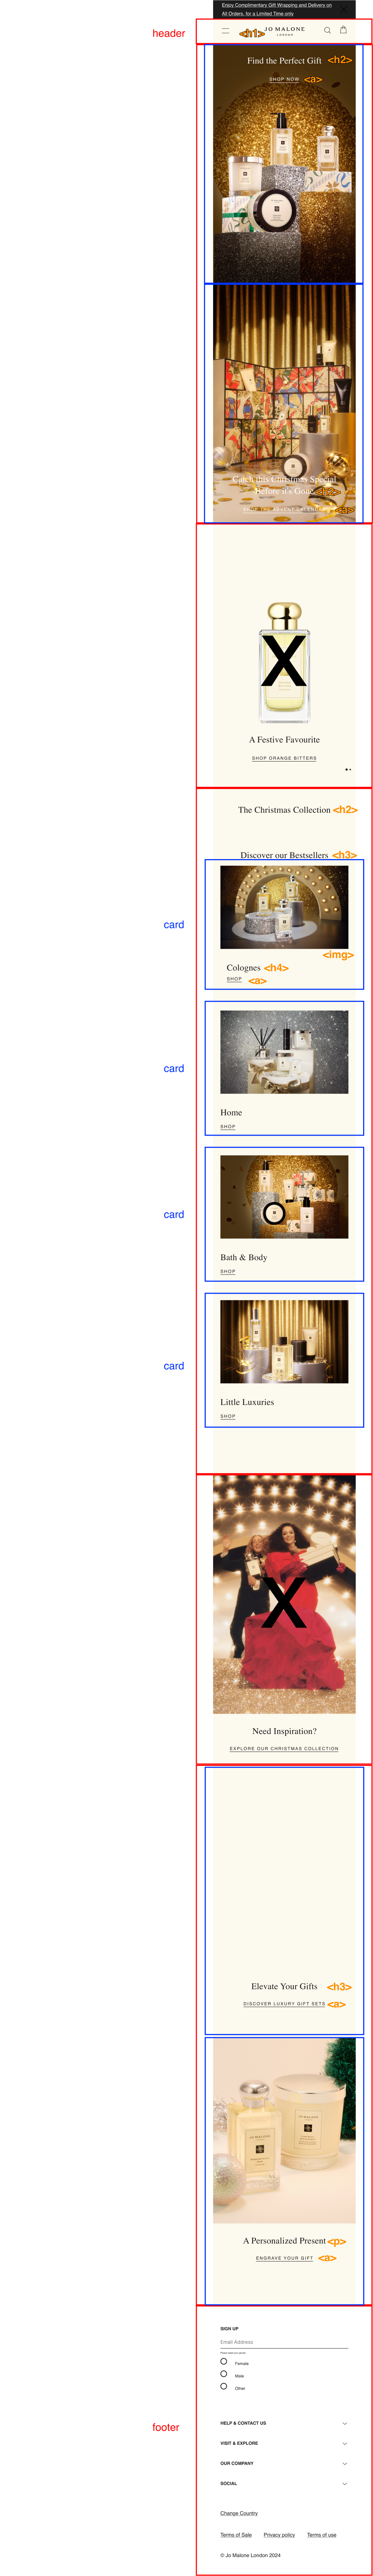 Enjoy Complimentary Gift Wrapping and Delivery on
All Orders, for a Limited Time only
header
<h1>
JO MALONE
LONDON
Find the Perfect Gift <h2>
SHOP NOW <a>
Catch this Christmas Special
Before it's Gone <h2>
SHOP THE ADVENT CALENDAR <a>
X
A Festive Favourite
SHOP ORANGE BITTERS
The Christmas Collection <h2>
Discover our Bestsellers <h3>
card
<img>
Colognes <h4>
SHOP <a>
card
Home
SHOP
card
Bath & Body
SHOP
card
Little Luxuries
SHOP
X
Need Inspiration?
EXPLORE OUR CHRISTMAS COLLECTION
Elevate Your Gifts <h3>
DISCOVER LUXURY GIFT SETS <a>
JO MALONE
JO MALONE
A Personalized Present <p>
ENGRAVE YOUR GIFT <a>
SIGN UP
Email Address
Female
Male
Other
footer
HELP & CONTACT US
VISIT & EXPLORE
OUR COMPANY
SOCIAL
Change Country
Terms of Sale Privacy policy Terms of use
© Jo Malone London 2024